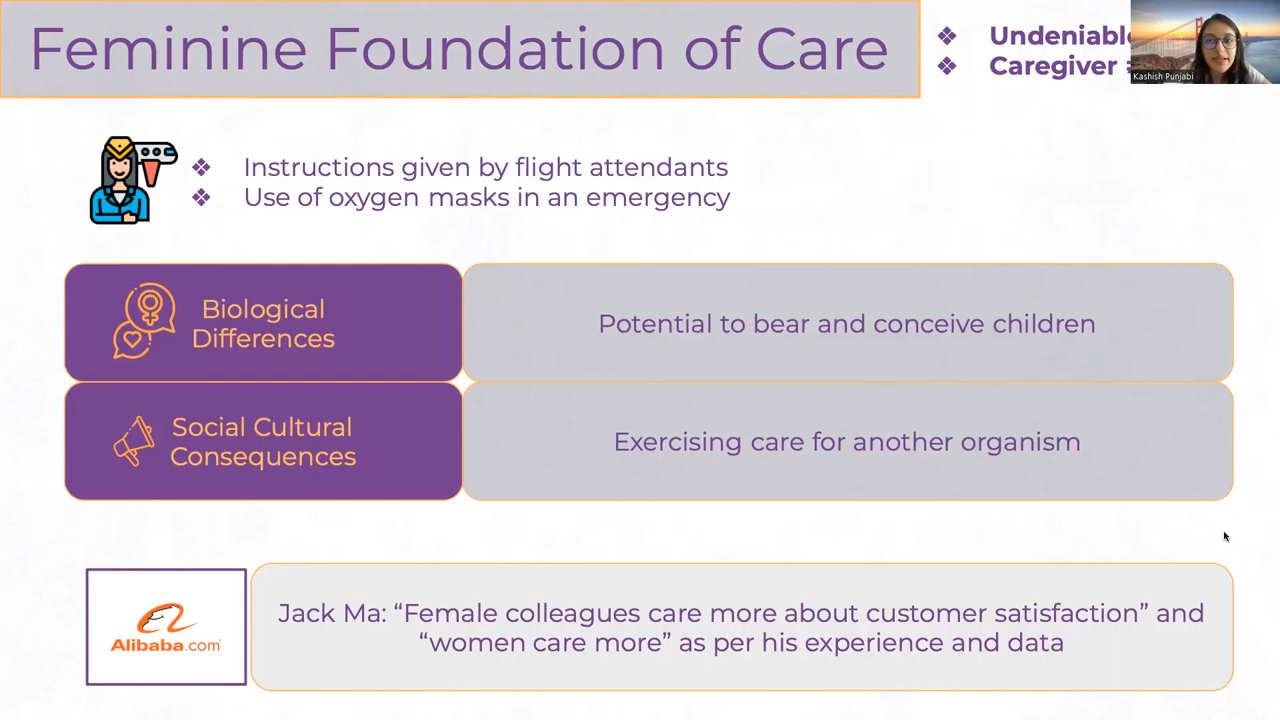 Feminine Foundation of Care
❖ Undeniable
❖ Caregiver
Kashish Punjabi
❖ Instructions given by flight attendants
❖ Use of oxygen masks in an emergency
Biological
Differences
Potential to bear and conceive children
Social Cultural
Consequences
Exercising care for another organism
Alibaba.com
Jack Ma: “Female colleagues care more about customer satisfaction” and
“women care more” as per his experience and data